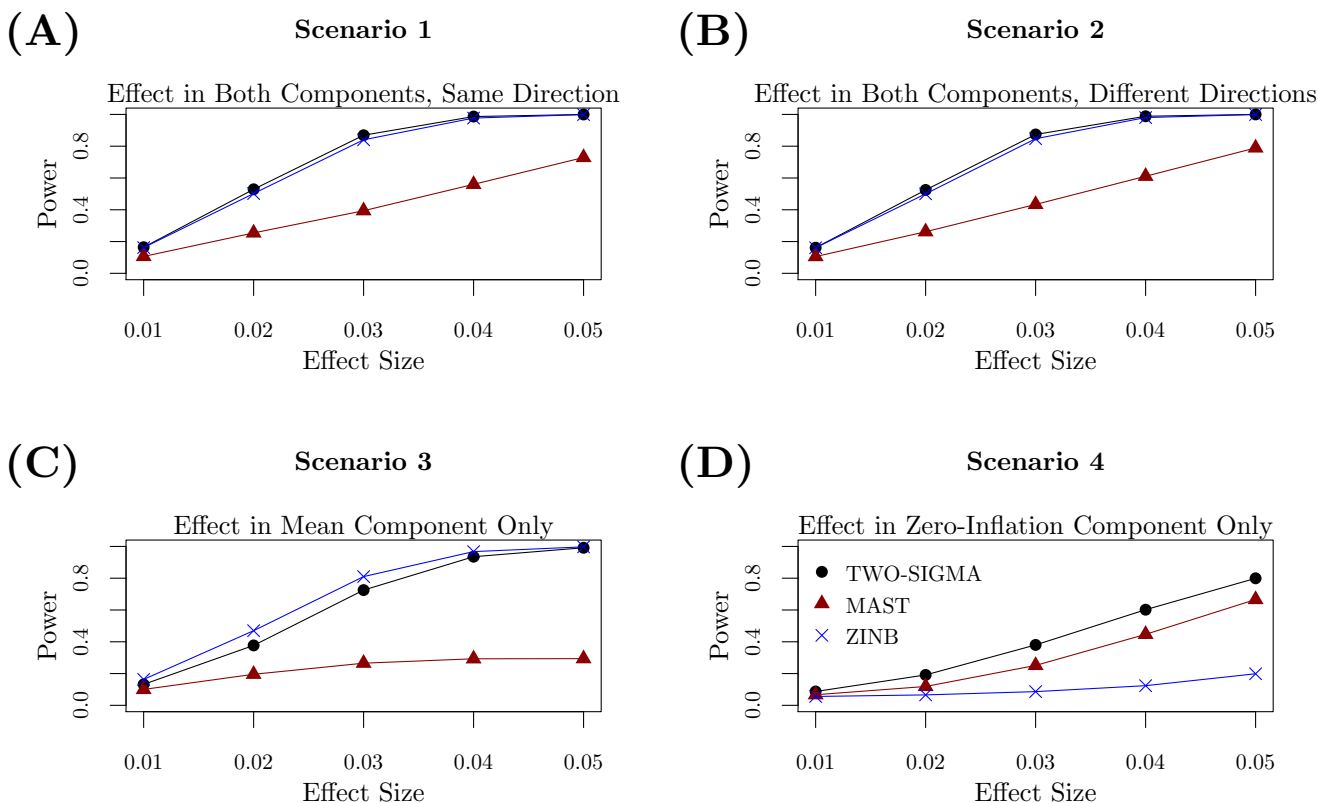 (A)
Scenario 1
Effect in Both Components, Same Direction
Power
0.8
0.4
0.0
0.01 0.02 0.03 0.04 0.05
Effect Size
(B)
Scenario 2
Effect in Both Components, Different Directions
Power
0.8
0.4
0.0
0.01 0.02 0.03 0.04 0.05
Effect Size
(C)
Scenario 3
Effect in Mean Component Only
Power
0.8
0.4
0.0
0.01 0.02 0.03 0.04 0.05
Effect Size
(D)
Scenario 4
Effect in Zero-Inflation Component Only
Power
0.8
0.4
0.0
TWO-SIGMA
MAST
ZINB
0.01 0.02 0.03 0.04 0.05
Effect Size